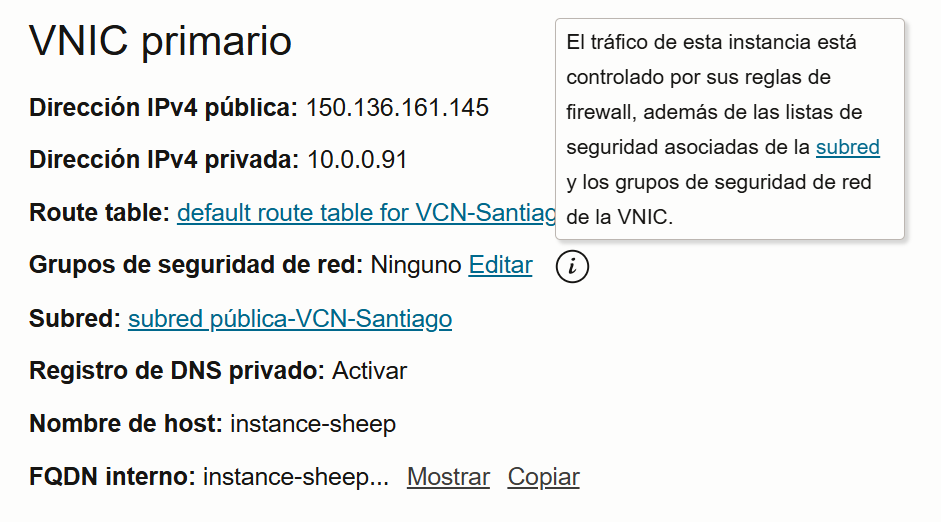 VNIC primario
El tráfico de esta instancia está
controlado por sus reglas de
firewall, además de las listas de
seguridad asociadas de la subred
y los grupos de seguridad de red
de la VNIC.
Dirección IPv4 pública: 150.136.161.145
Dirección IPv4 privada: 10.0.0.91
Route table: default route table for VCN-Santiag
Grupos de seguridad de red: Ninguno Editar i
Subred: subred pública-VCN-Santiago
Registro de DNS privado: Activar
Nombre de host: instance-sheep
FQDN interno: instance-sheep... Mostrar Copiar